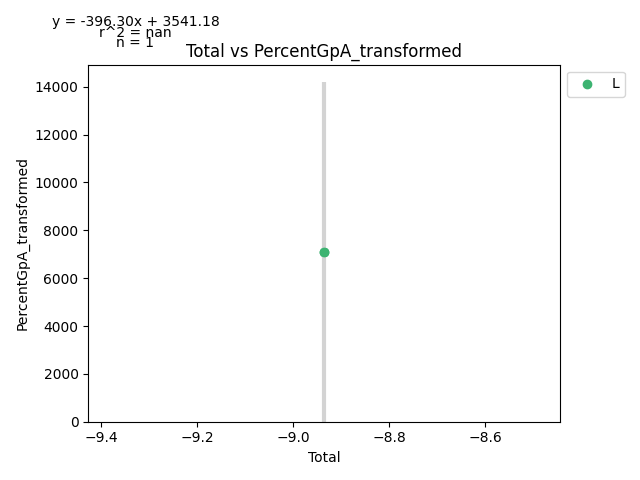 y = -396.30x + 3541.18
r^2 = nan
n = 1
Total vs PercentGpA_transformed
L
14000
12000
10000
8000
6000
4000
2000
0
PercentGpA_transformed
−9.4 −9.2 −9.0 −8.8 −8.6
Total